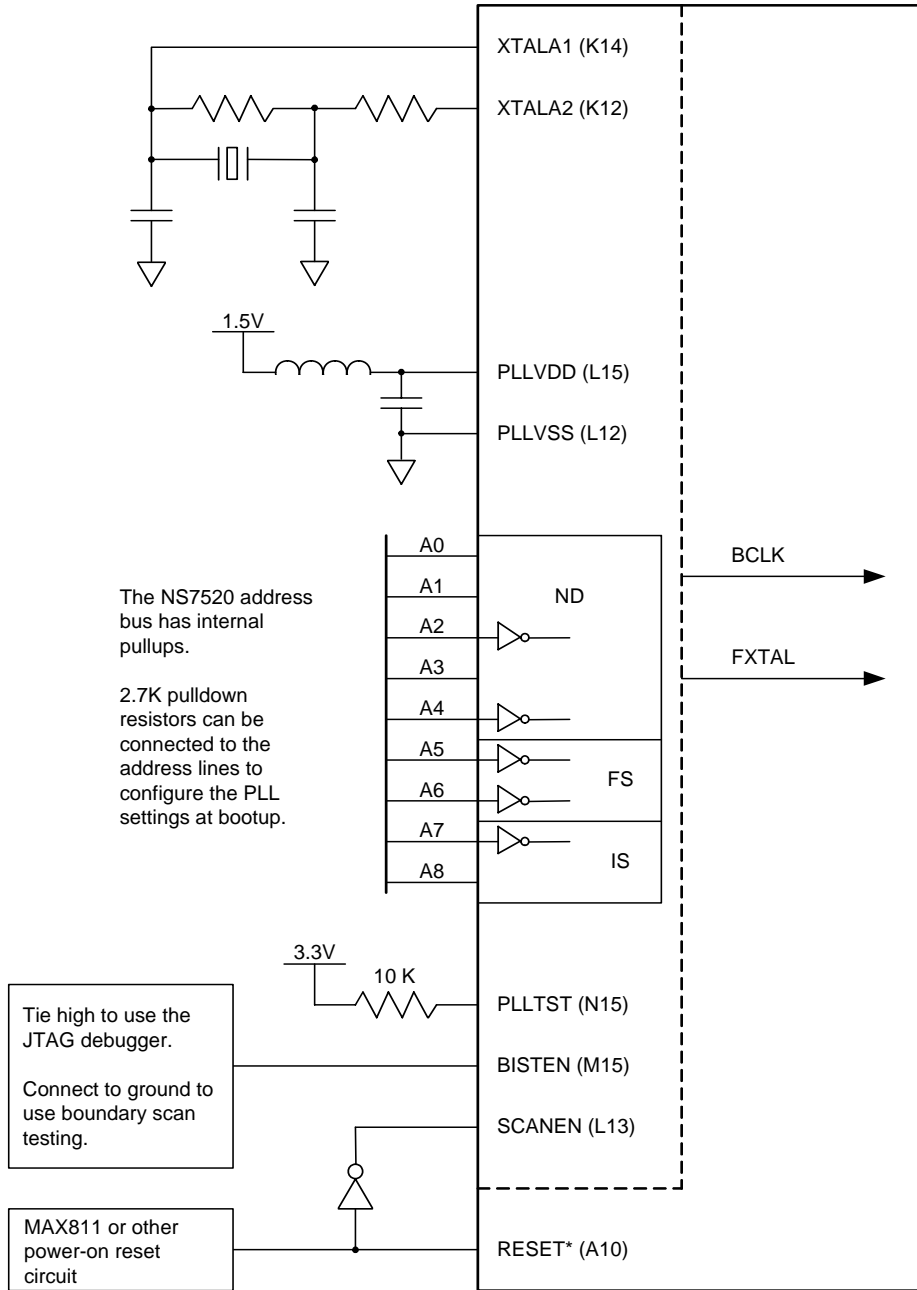 XTALA1 (K14)
XTALA2 (K12)
1.5V
PLLVDD (L15)
PLLVSS (L12)
The NS7520 address
bus has internal
pullups.
2.7K pulldown
resistors can be
connected to the
address lines to
configure the PLL
settings at bootup.
A0
A1
A2
A3
A4
A5
A6
A7
A8
ND
FS
IS
BCLK
FXTAL
3.3V
10 K
PLLTST (N15)
Tie high to use the
JTAG debugger.
Connect to ground to
use boundary scan
testing.
BISTEN (M15)
SCANEN (L13)
MAX811 or other
power-on reset
circuit
RESET* (A10)